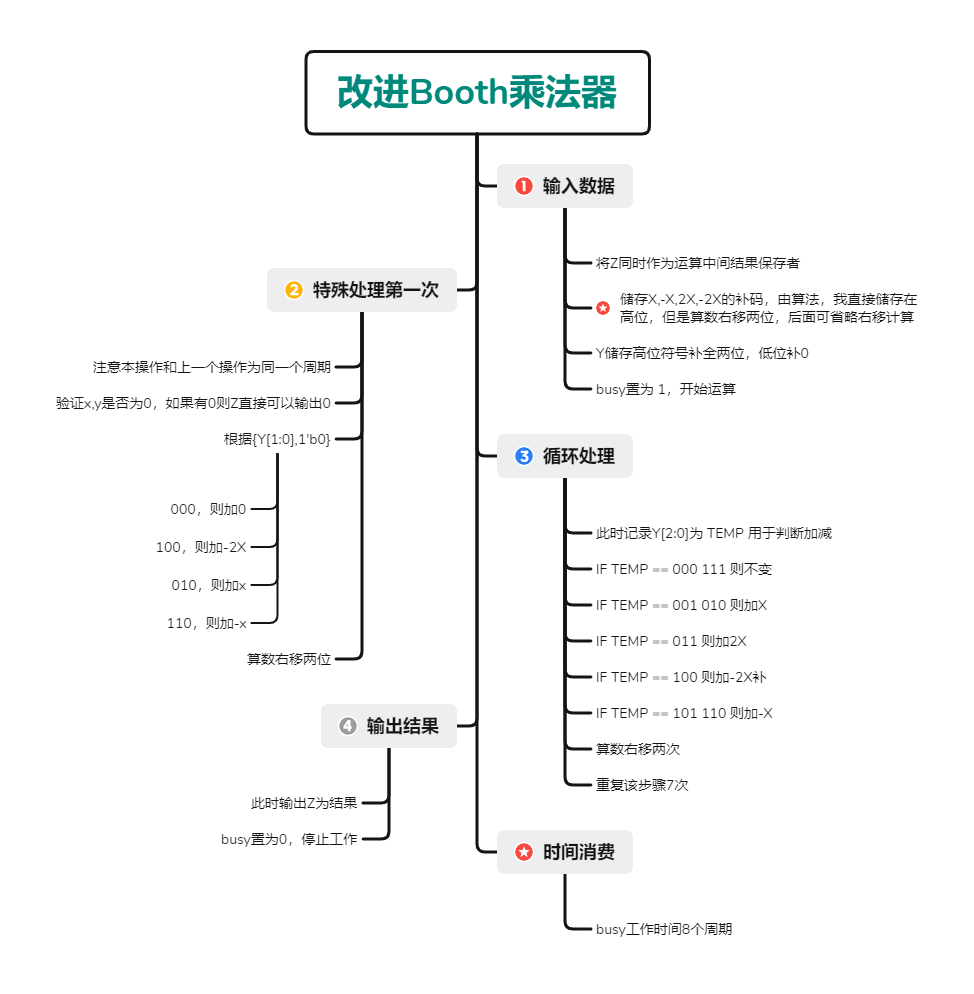 改进Booth乘法器
1 输入数据
将Z同时作为运算中间结果保存者
储存X,-X,2X,-2X的补码，由算法，我直接储存在
高位，但是算数右移两位，后面可省略右移计算
Y储存高位符号补全两位，低位补0
busy置为 1，开始运算
2 特殊处理第一次
注意本操作和上一个操作为同一个周期
验证x,y是否为0，如果有0则Z直接可以输出0
根据{Y[1:0],1'b0}
000，则加0
100，则加-2X
010，则加x
110，则加-x
算数右移两位
3 循环处理
此时记录Y[2:0]为 TEMP 用于判断加减
IF TEMP == 000 111 则不变
IF TEMP == 001 010 则加X
IF TEMP == 011 则加2X
IF TEMP == 100 则加-2X补
IF TEMP == 101 110 则加-X
算数右移两次
重复该步骤7次
4 输出结果
此时输出Z为结果
busy置为0，停止工作
时间消费
busy工作时间8个周期